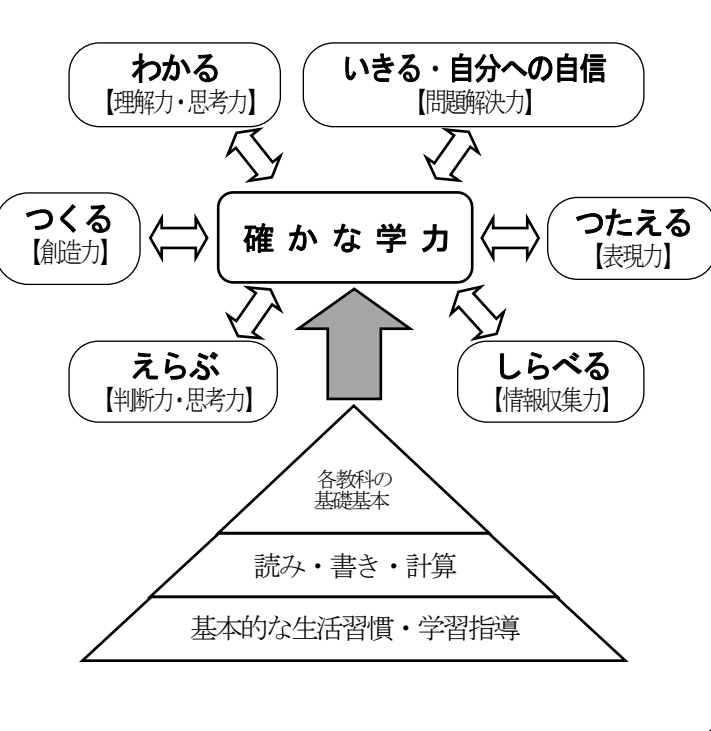 わかる
【理解力・思考力】
いきる・自分への自信
【問題解決力】
つくる
【創造力】
確かな学力
つたえる
【表現力】
えらぶ
【判断力・思考力】
しらべる
【情報収集力】
各教科の
基礎基本
読み・書き・計算
基本的な生活習慣・学習指導